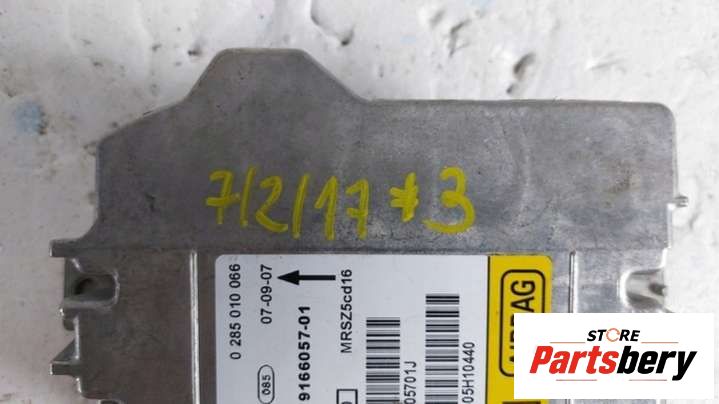 7/2/17 *3
0 285 010 066
07-09-07
9166057-01
MRSZ5cd16
085
05701J
05H10440
AG
STORE
Partsbery